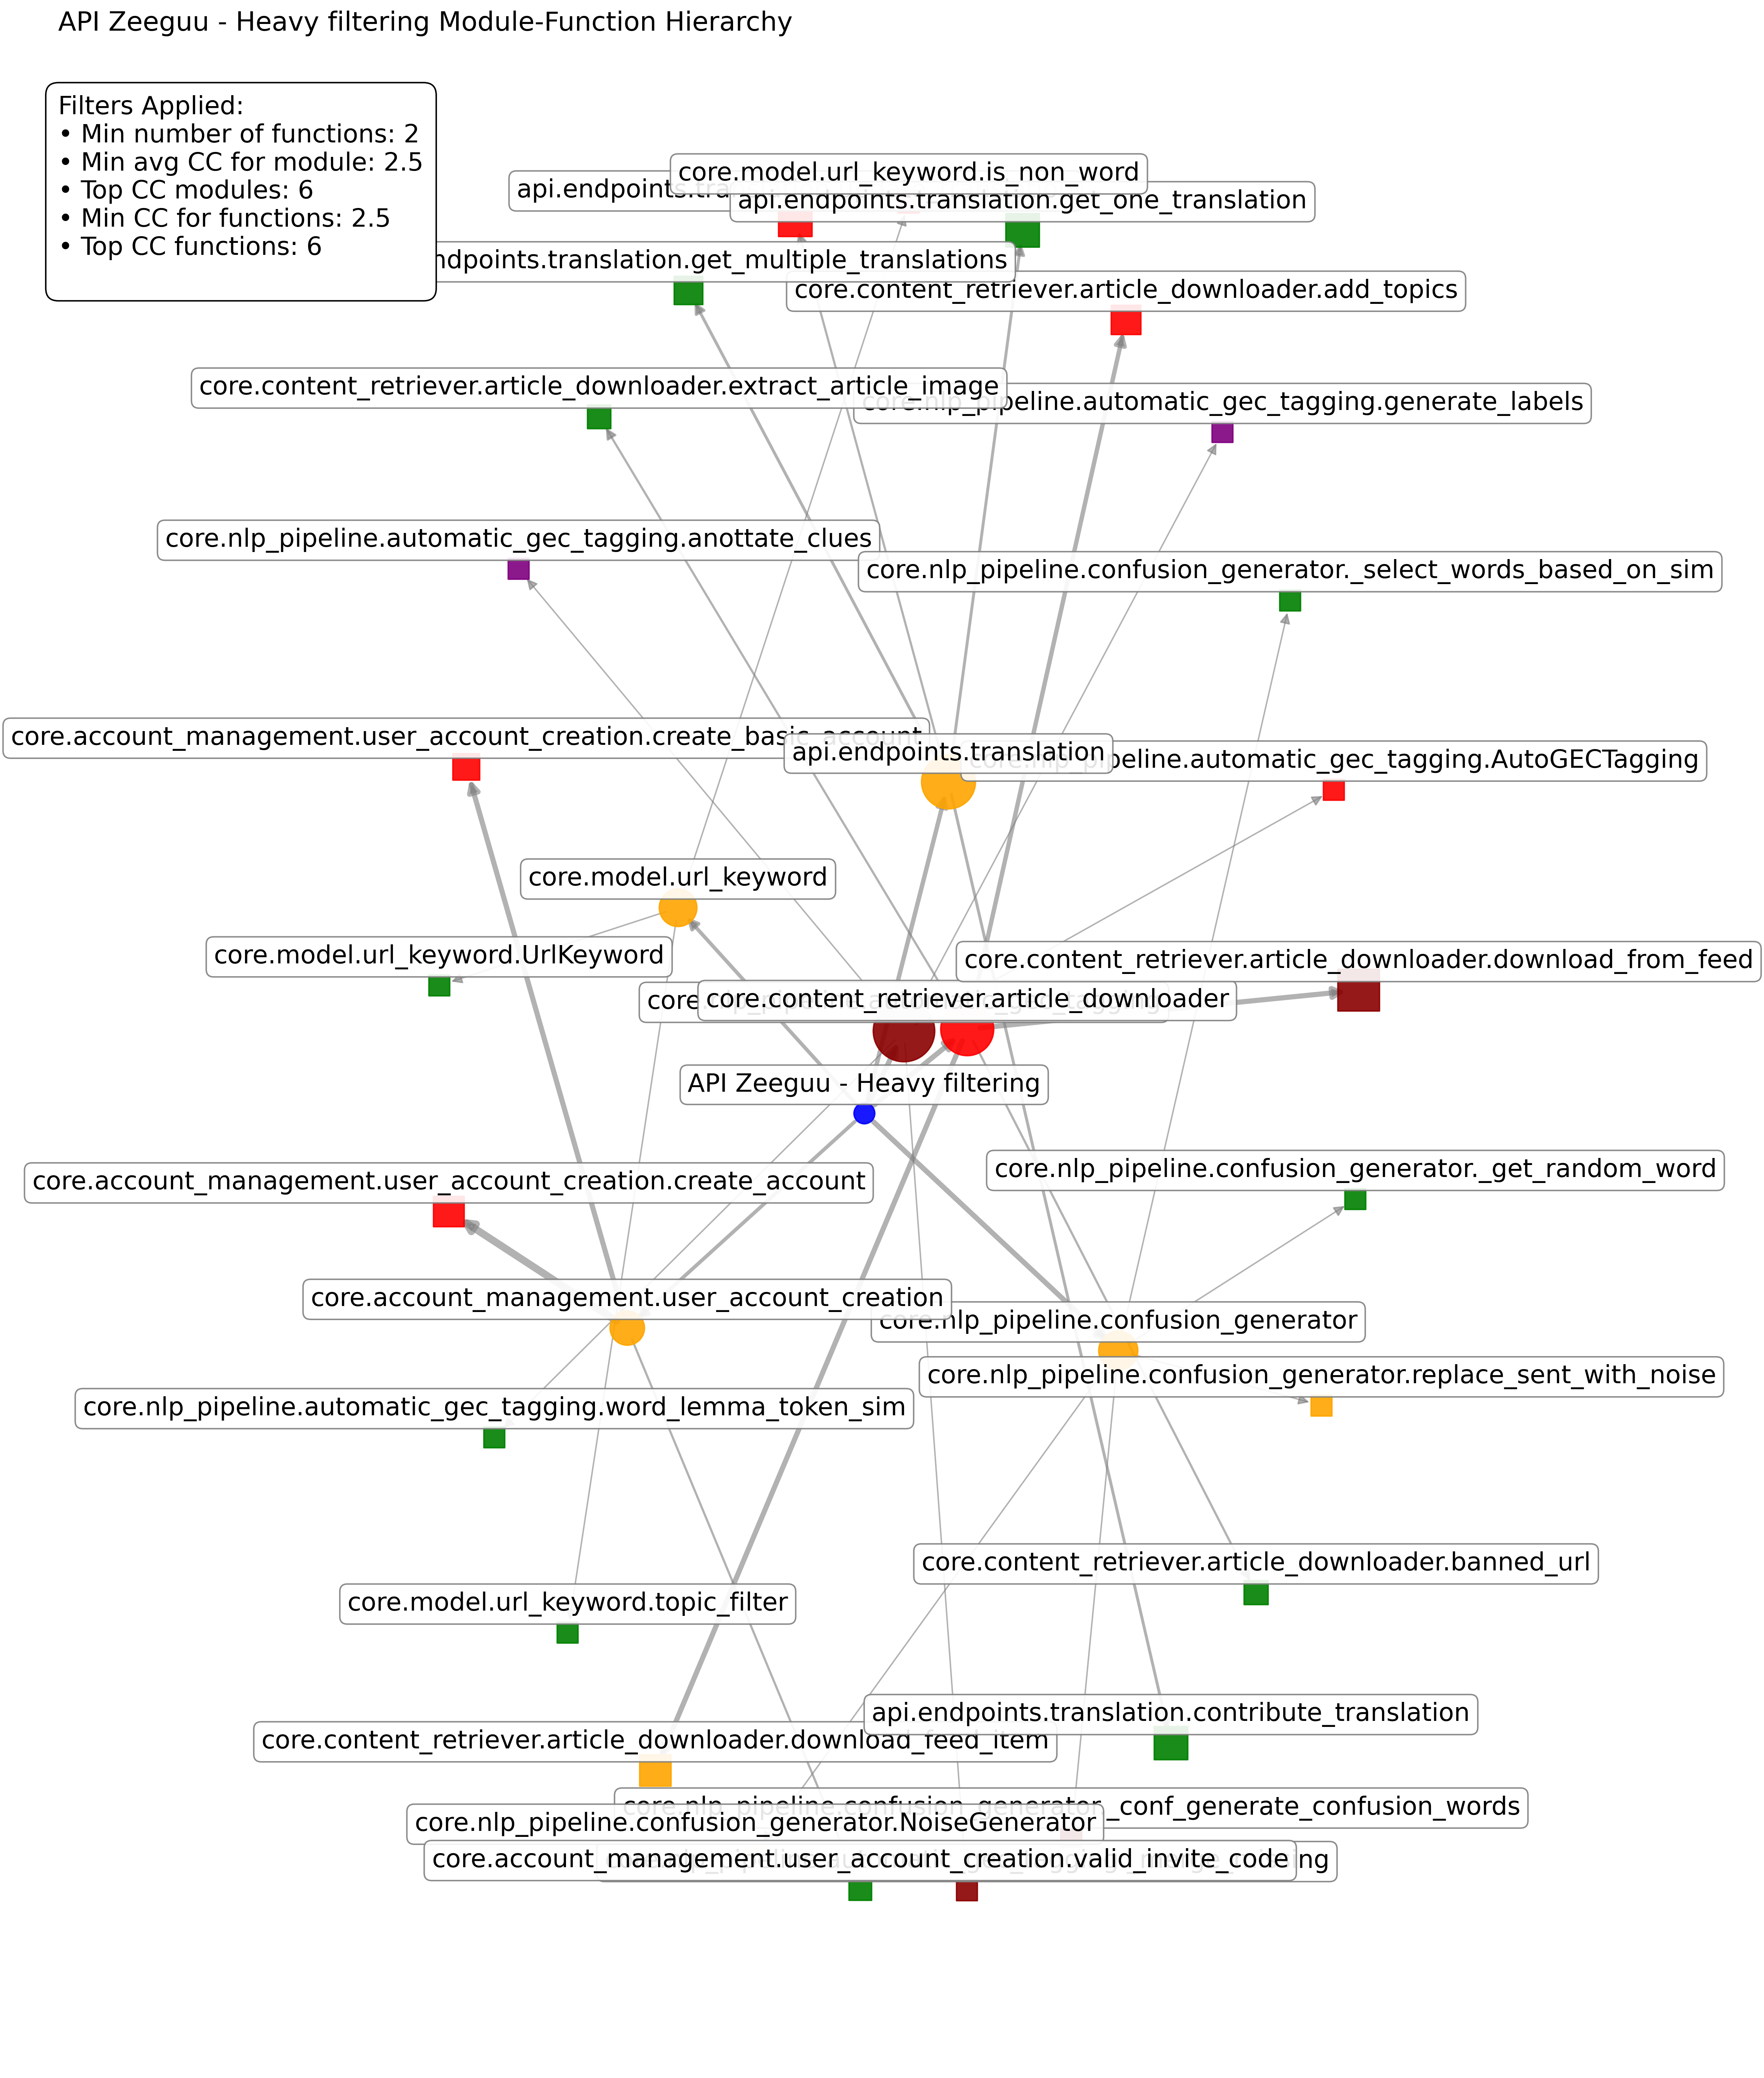 API Zeeguu - Heavy filtering Module-Function Hierarchy
Filters Applied:
• Min number of functions: 2
• Min avg CC for module: 2.5
• Top CC modules: 6
• Min CC for functions: 2.5
• Top CC functions: 6
core.model.url_keyword.is_non_word
api.endpoints.tra
api.endpoints.translation.get_one_translation
ndpoints.translation.get_multiple_translations
core.content_retriever.article_downloader.add_topics
core.content_retriever.article_downloader.extract_article_image
core.nlp_pipeline.automatic_gec_tagging.generate_labels
core.nlp_pipeline.automatic_gec_tagging.anottate_clues
core.nlp_pipeline.confusion_generator._select_words_based_on_sim
core.account_management.user_account_creation.create_basic_account
api.endpoints.translation
core.nlp_pipeline.automatic_gec_tagging.AutoGECTagging
core.model.url_keyword
core.model.url_keyword.UrlKeyword
core.content_retriever.article_downloader.download_from_feed
core.nlp_pipeline.automatic_gec_tagging
core.content_retriever.article_downloader
API Zeeguu - Heavy filtering
core.nlp_pipeline.confusion_generator._get_random_word
core.account_management.user_account_creation.create_account
core.account_management.user_account_creation
core.nlp_pipeline.confusion_generator
core.nlp_pipeline.confusion_generator.replace_sent_with_noise
core.nlp_pipeline.automatic_gec_tagging.word_lemma_token_sim
core.content_retriever.article_downloader.banned_url
core.model.url_keyword.topic_filter
api.endpoints.translation.contribute_translation
core.content_retriever.article_downloader.download_feed_item
core.nlp_pipeline.confusion_generator._conf_generate_confusion_words
core.nlp_pipeline.confusion_generator.NoiseGenerator
core.account_management.user_account_creation.valid_invite_code
ng